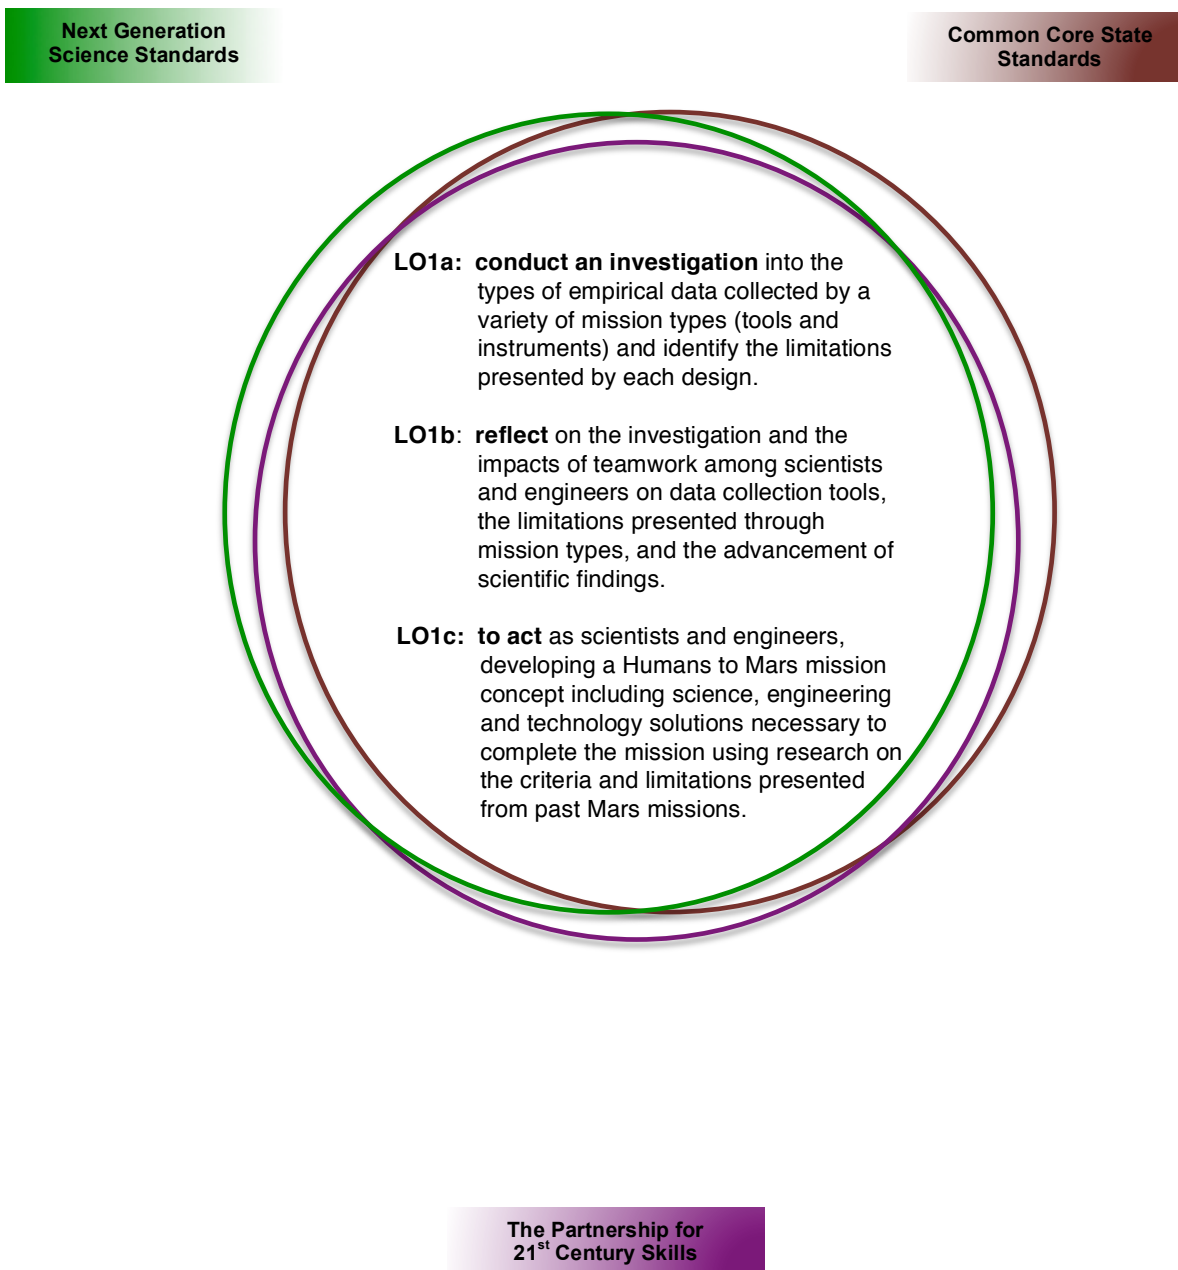 Next Generation
Science Standards
Common Core State
Standards
LO1a: conduct an investigation into the
types of empirical data collected by a
variety of mission types (tools and
instruments) and identify the limitations
presented by each design.
LO1b: reflect on the investigation and the
impacts of teamwork among scientists
and engineers on data collection tools,
the limitations presented through
mission types, and the advancement of
scientific findings.
LO1c: to act as scientists and engineers,
developing a Humans to Mars mission
concept including science, engineering
and technology solutions necessary to
complete the mission using research on
the criteria and limitations presented
from past Mars missions.
The Partnership for
21st Century Skills